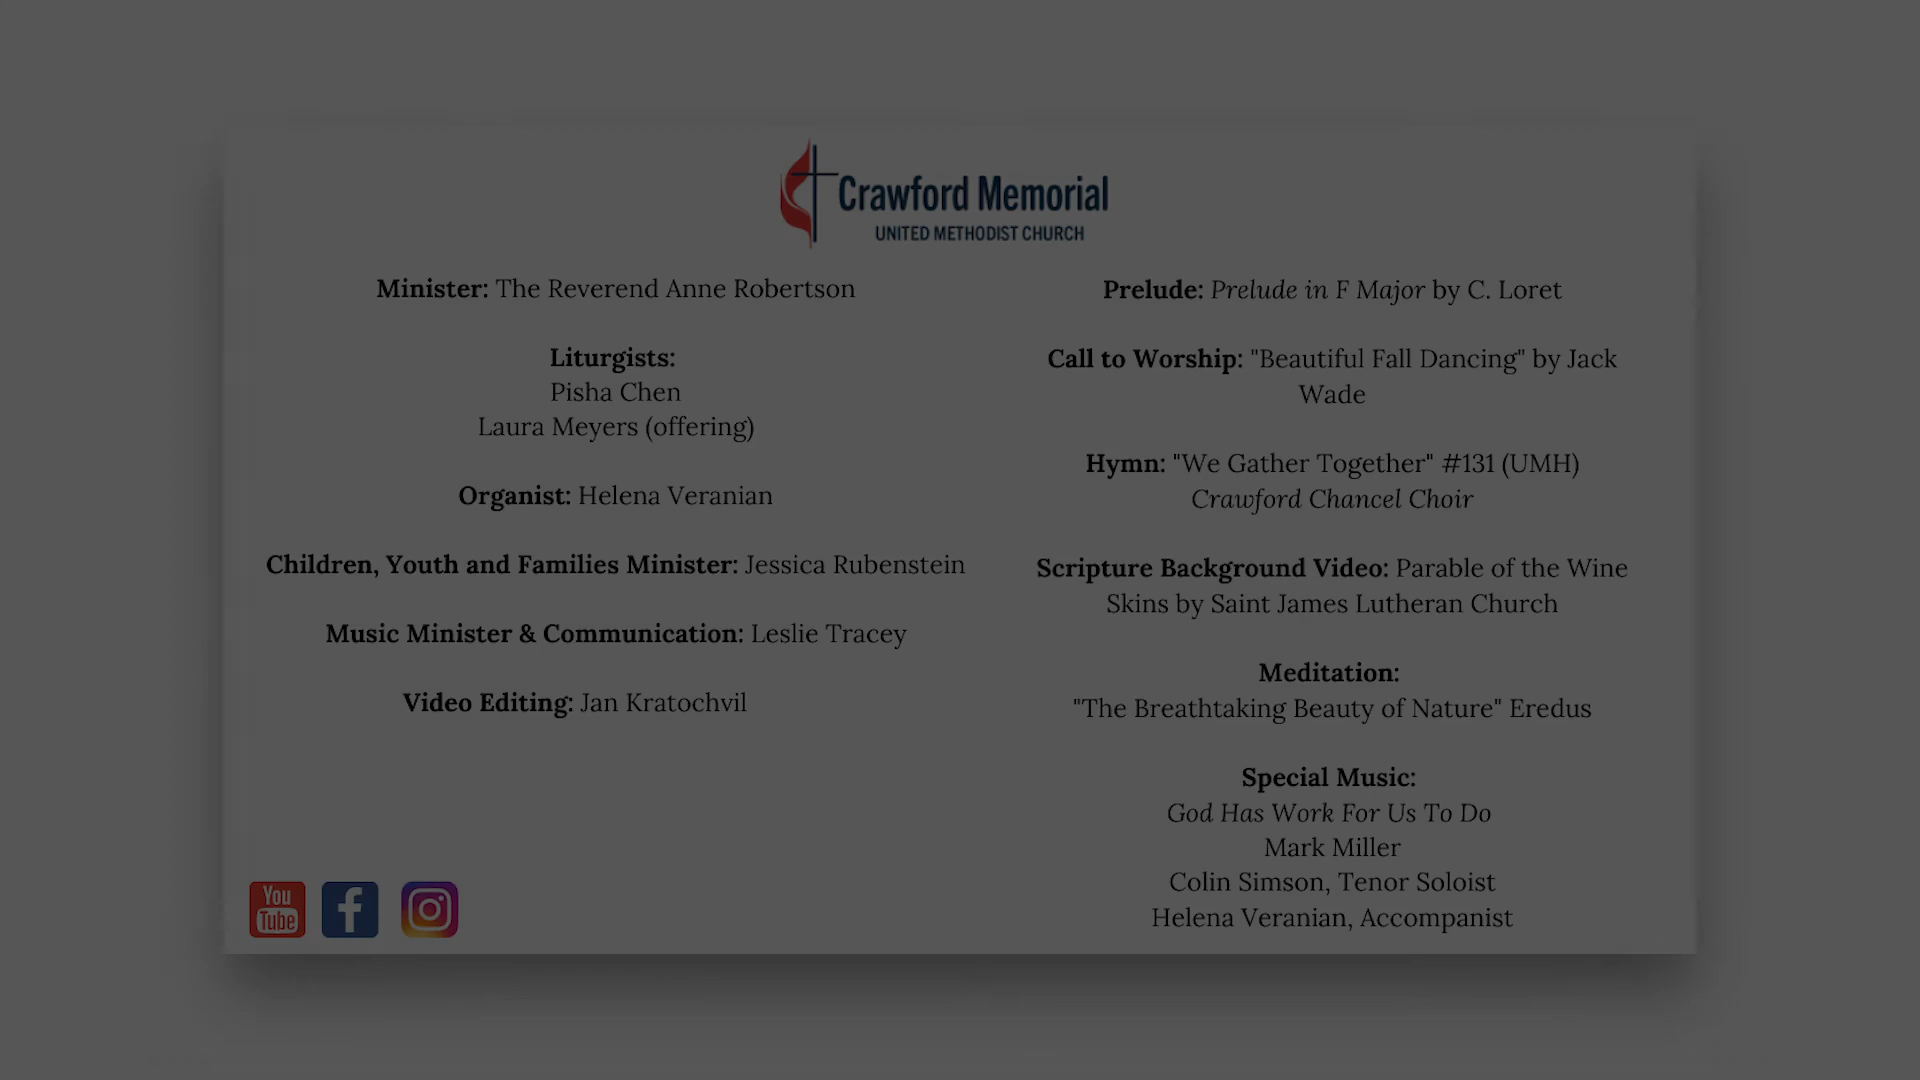 Crawford Memorial
UNITED METHODIST CHURCH
Minister: The Reverend Anne Robertson
Liturgists:
Pisha Chen
Laura Meyers (offering)
Organist: Helena Veranian
Children, Youth and Families Minister: Jessica Rubenstein
Music Minister & Communication: Leslie Tracey
Video Editing: Jan Kratochvil
You
Tube
Prelude: Prelude in F Major by C. Loret
Call to Worship: "Beautiful Fall Dancing" by Jack
Wade
Hymn: "We Gather Together" #131 (UMH)
Crawford Chancel Choir
Scripture Background Video: Parable of the Wine
Skins by Saint James Lutheran Church
Meditation:
"The Breathtaking Beauty of Nature" Eredus
Special Music:
God Has Work For Us To Do
Mark Miller
Colin Simson, Tenor Soloist
Helena Veranian, Accompanist